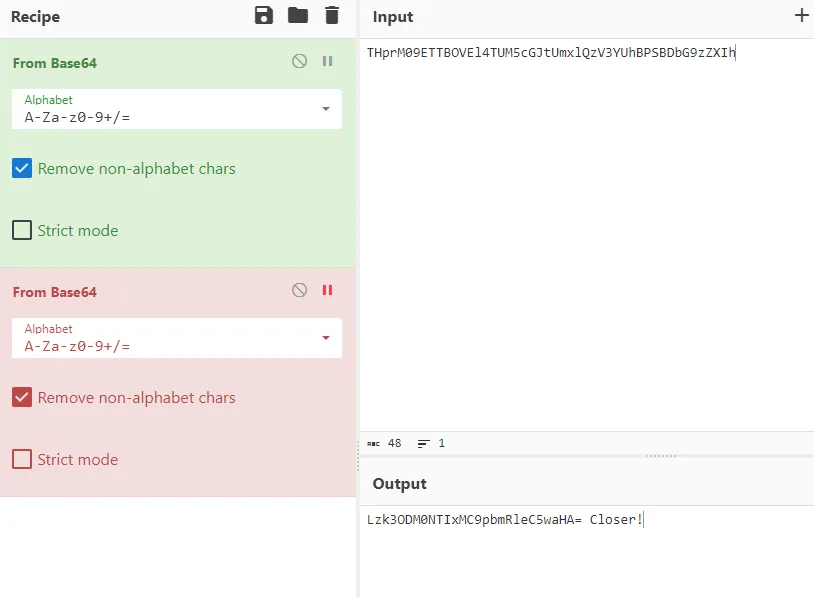 Recipe
From Base64
Alphabet
A-Za-z0-9+/=
Remove non-alphabet chars
Strict mode
From Base64
Alphabet
A-Za-z0-9+/=
Remove non-alphabet chars
Strict mode
Input
THprM09ETTBOVEl4TUM5cGJtUmxlQzV3YUhBPSBDbG9zZXIh
ABC 48 1
Output
Lzk3ODM0NTIxMC9pbmRleC5waHA= Closer!